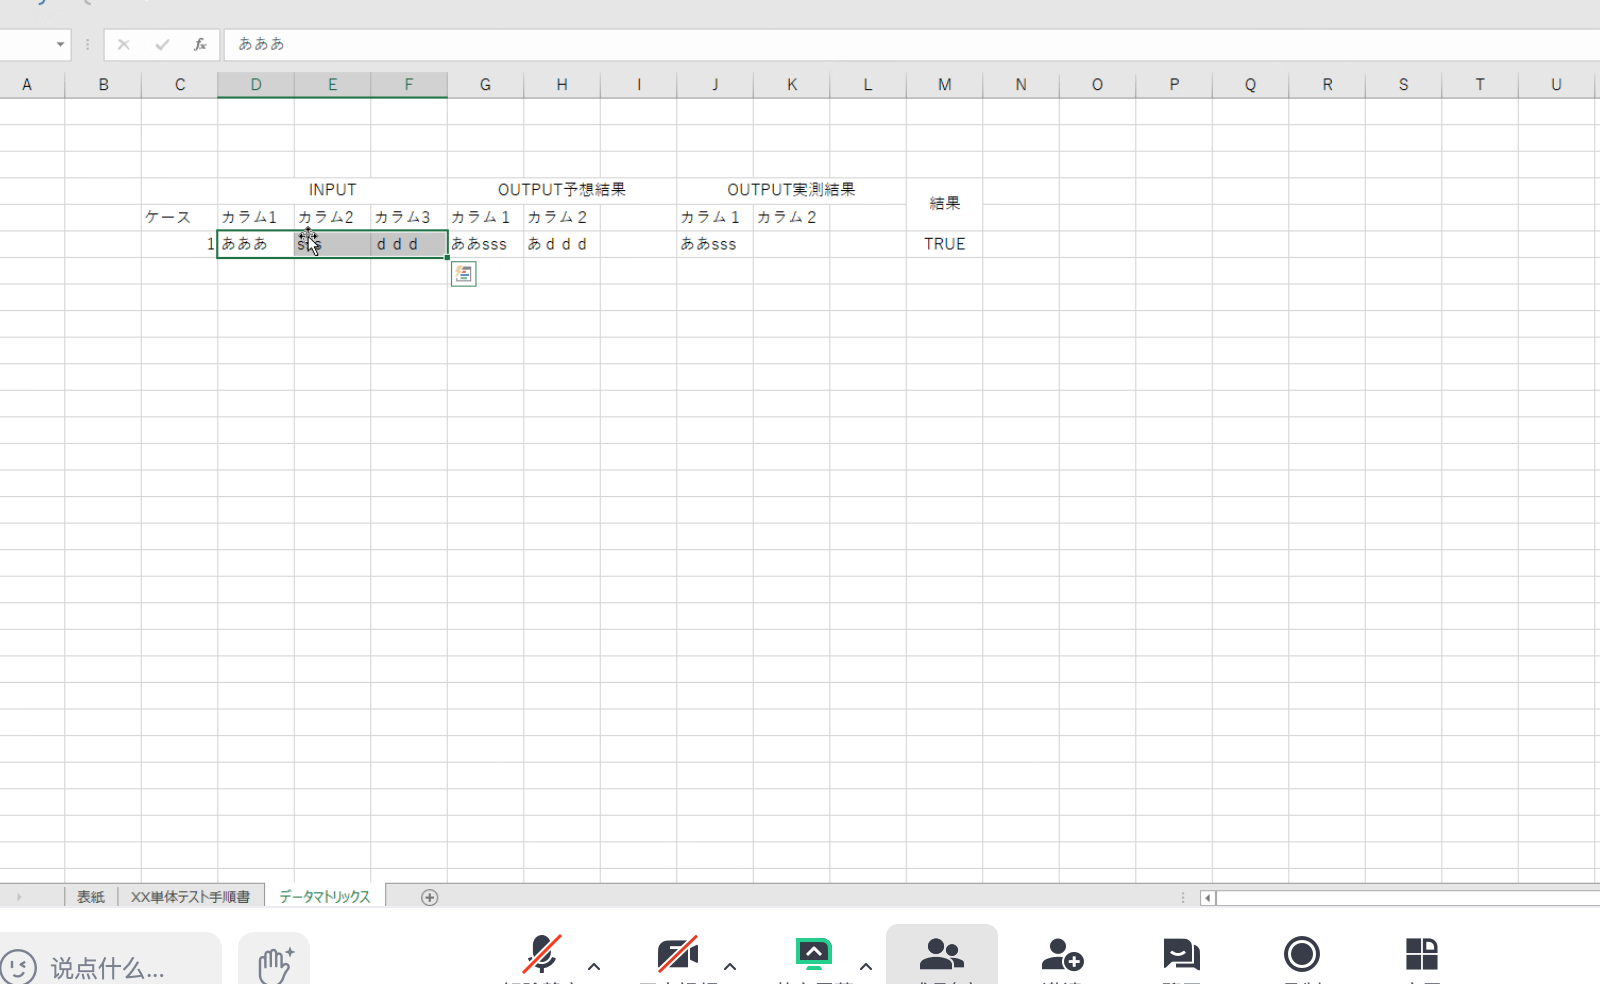 fx あああ
A B C D E F G H I J K L M N O P Q R S T U
INPUT OUTPUT予想結果 OUTPUT実測結果 結果
ケース カラム1 カラム2 カラム3 カラム１ カラム２ カラム１ カラム２
1 あああ sss ｄｄｄ ああsss あｄｄｄ ああsss TRUE
表紙 XX単体テスト手順書 データマトリックス
说点什么...